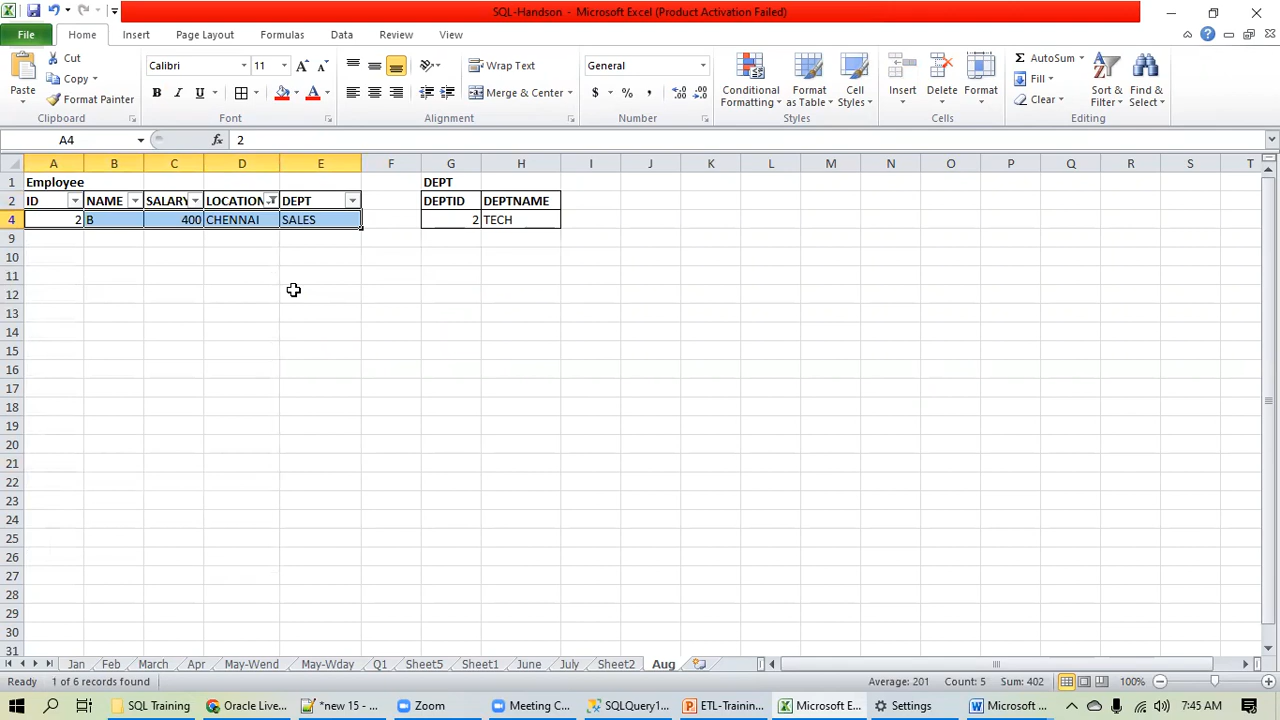 SQL-Handson - Microsoft Excel (Product Activation Failed)
File Home Insert Page Layout Formulas Data Review View
Paste
Cut
Copy
Format Painter
Clipboard
Calibri 11
B I U
Font
Wrap Text
Merge & Center
Alignment
General
$ % ,
Number
Conditional Formatting
Format as Table
Cell Styles
Styles
Insert Delete Format
Cells
AutoSum
Fill
Clear
Sort & Filter
Find & Select
Editing
A4 fx 2
A B C D E F G H I J K L M N O P Q R S T
1 Employee DEPT
2 ID NAME SALARY LOCATION DEPT DEPTID DEPTNAME
4 2 B 400 CHENNAI SALES 2 TECH
9
10
11
12
13
14
15
16
17
18
19
20
21
22
23
24
25
26
27
28
29
30
31
Jan Feb March Apr May-Wend May-Wday Q1 Sheet5 Sheet1 June July Sheet2 Aug
Ready 1 of 6 records found Average: 201 Count: 5 Sum: 402 100%
SQL Training Oracle Live... *new 15 - ... Zoom Meeting C... SQLQuery1... ETL-Trainin... Microsoft E... Settings Microsoft ... 7:45 AM